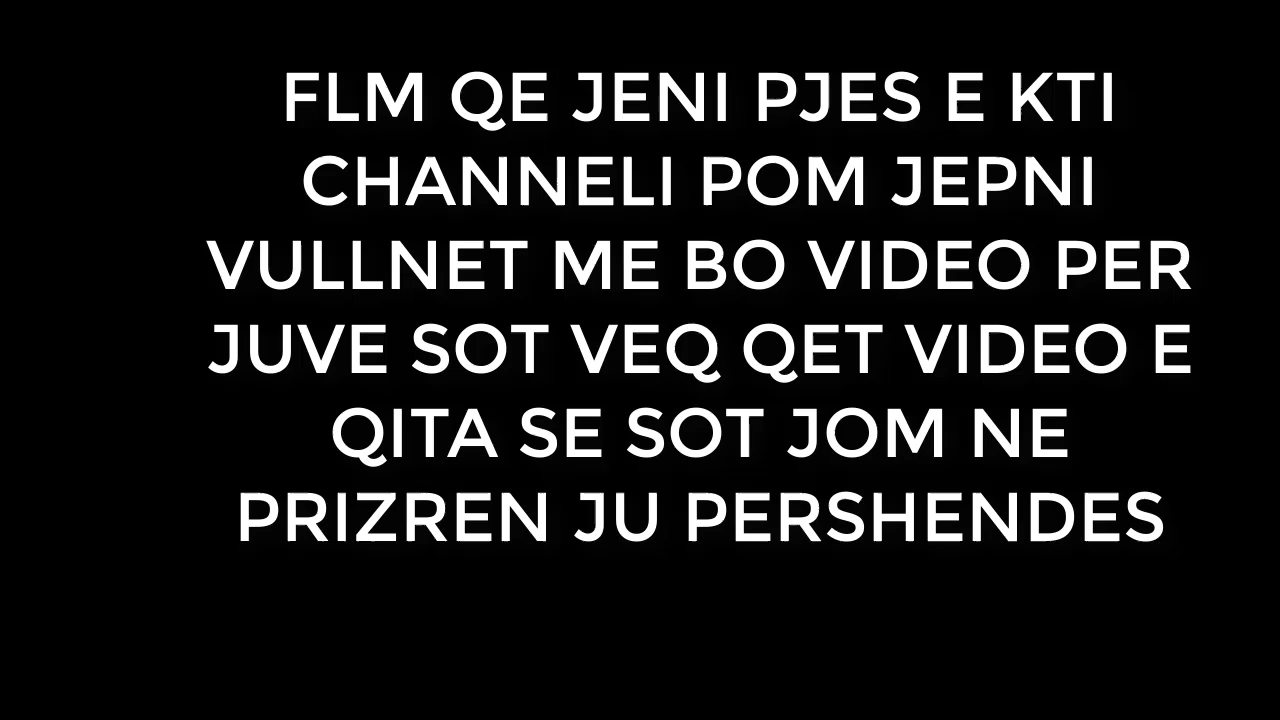 FLM QE JENI PJES E KTI
CHANNELI POM JEPNI
VULLNET ME BO VIDEO PER
JUVE SOT VEQ QET VIDEO E
QITA SE SOT JOM NE
PRIZREN JU PERSHENDES